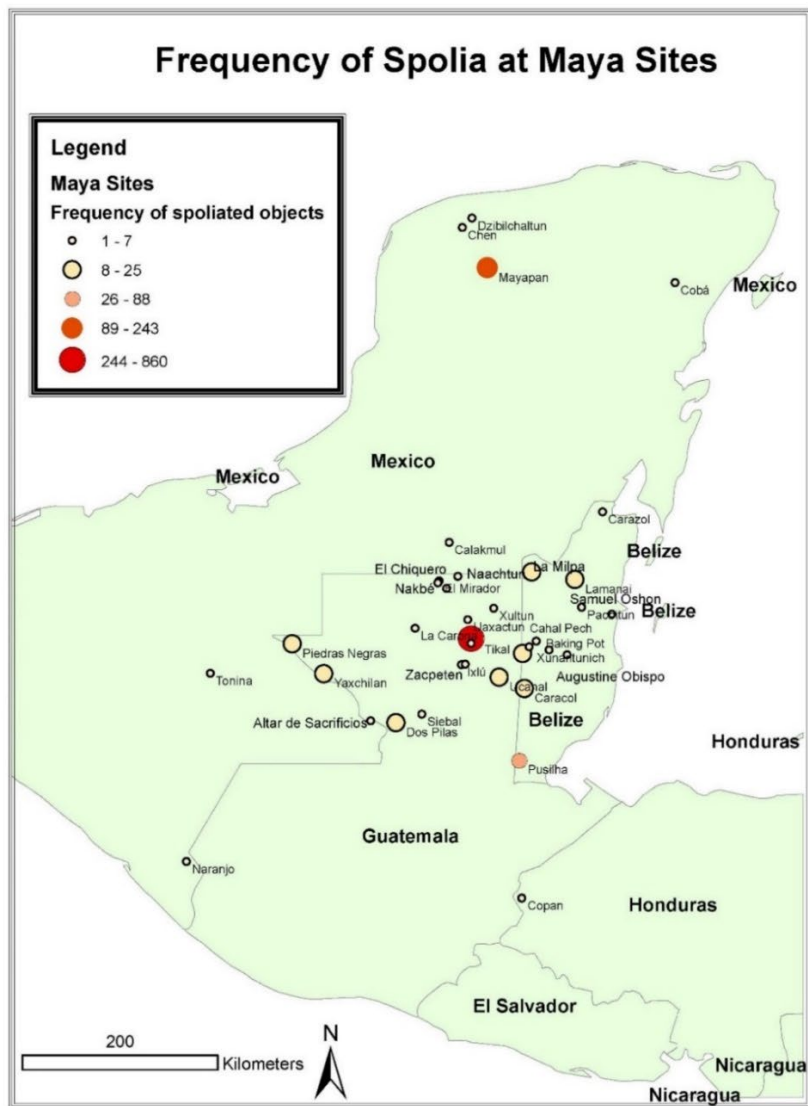 Frequency of Spolia at Maya Sites
Legend
Maya Sites
Frequency of spoliated objects
1 - 7
8 - 25
26 - 88
89 - 243
244 - 860
Dzibilchaltun
Chen
Mayapan
Cobá
Mexico
Mexico
Mexico
Carazol
Calakmul
Belize
El Chiquero
Naachtun
La Milpa
Nakbé
El Mirador
Lamanai
Samuel Oshon
Xultun
Pacbitun
Belize
Uaxactun
La Carona
Cahal Pech
Tikal
Baking Pot
Piedras Negras
Xunantunich
Zacpeten
Ixlú
Augustine Obispo
Tonina
Yaxchilan
Ucanal
Caracol
Altar de Sacrificios
Siebal
Dos Pilas
Belize
Honduras
Pusilha
Guatemala
Naranjo
Copan
Honduras
El Salvador
200
Kilometers
N
Nicaragua
Nicaragua